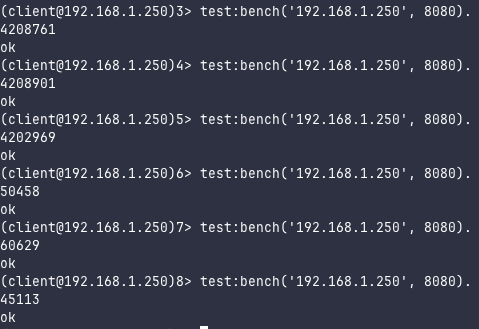 (client@192.168.1.250)3> test:bench('192.168.1.250', 8080).
4208761
ok
(client@192.168.1.250)4> test:bench('192.168.1.250', 8080).
4208901
ok
(client@192.168.1.250)5> test:bench('192.168.1.250', 8080).
4202969
ok
(client@192.168.1.250)6> test:bench('192.168.1.250', 8080).
50458
ok
(client@192.168.1.250)7> test:bench('192.168.1.250', 8080).
60629
ok
(client@192.168.1.250)8> test:bench('192.168.1.250', 8080).
45113
ok